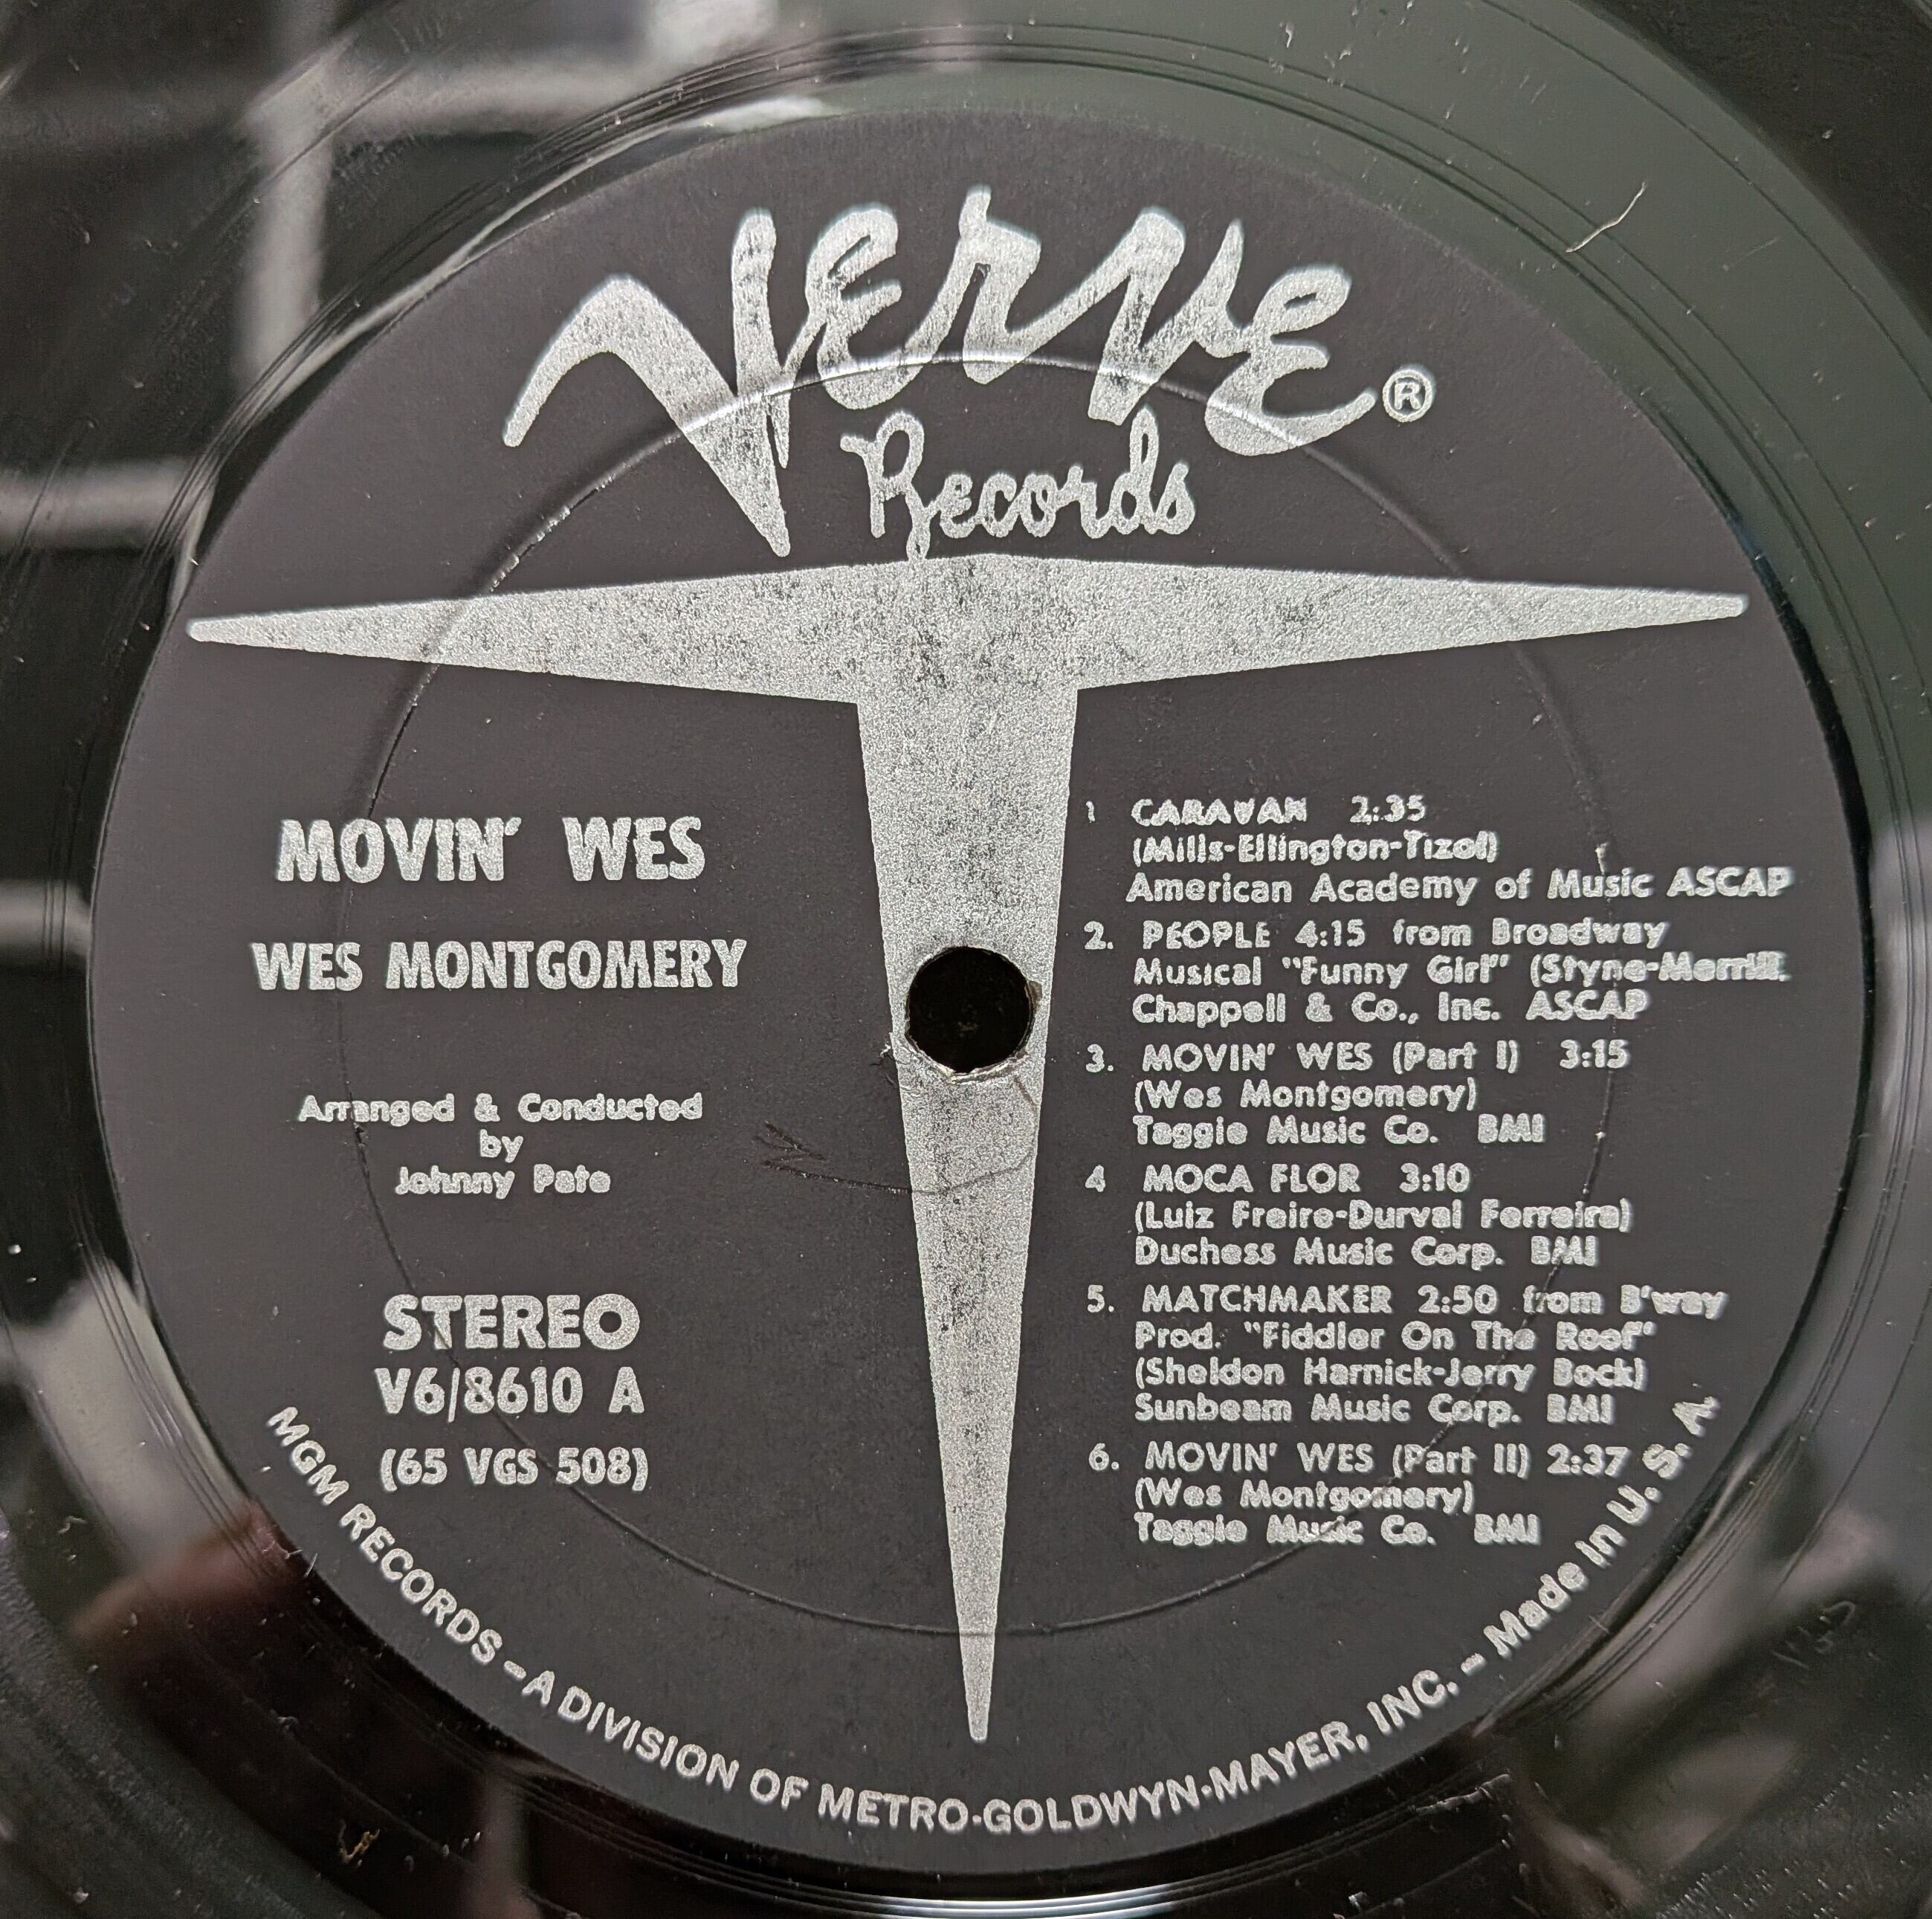 Verve ®
Records
MOVIN' WES
WES MONTGOMERY
Arranged & Conducted
by
Johnny Pate
STEREO
V6/8610 A
(65 VGS 508)
1 CARAVAN 2:35
(Mills-Ellington-Tizol)
American Academy of Music ASCAP
2. PEOPLE 4:15 from Broadway
Musical "Funny Girl" (Styne-Merrill,
Chappell & Co., Inc. ASCAP
3. MOVIN' WES (Part I) 3:15
(Wes Montgomery)
Taggie Music Co. BMI
4 MOCA FLOR 3:10
(Luiz Freire-Durval Ferreira)
Duchess Music Corp. BMI
5. MATCHMAKER 2:50 from B'way
Prod. "Fiddler On The Roof"
(Sheldon Harnick-Jerry Bock)
Sunbeam Music Corp. BMI
6. MOVIN' WES (Part II) 2:37
(Wes Montgomery)
Taggie Music Co. BMI
MGM RECORDS – A DIVISION OF METRO-GOLDWYN-MAYER, INC. – Made in U. S. A.